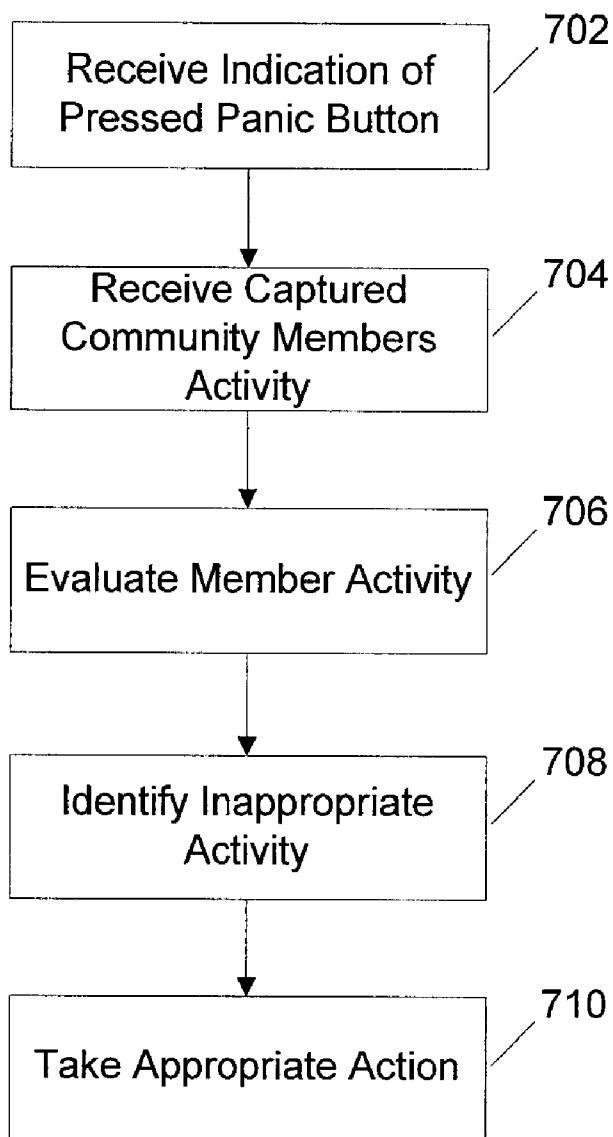 702
Receive Indication of
Pressed Panic Button
704
Receive Captured
Community Members
Activity
706
Evaluate Member Activity
708
Identify Inappropriate
Activity
710
Take Appropriate Action